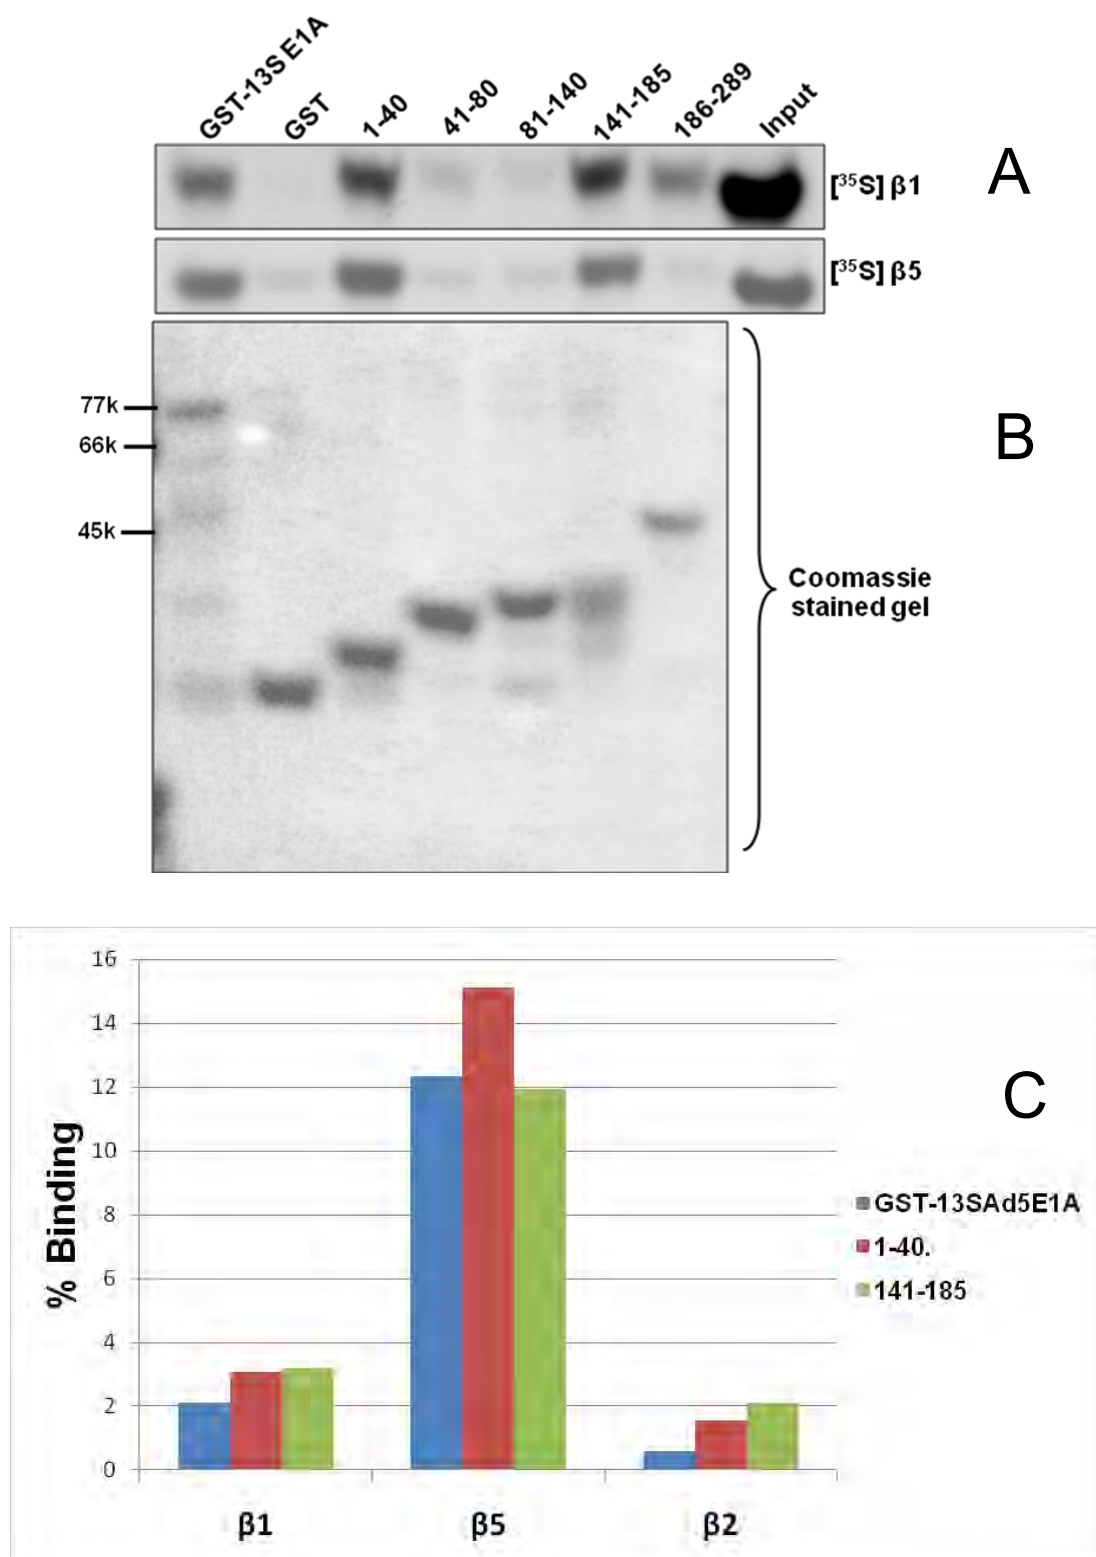 GST-13S E1A
GST
1-40
41-80
81-140
141-185
186-289
Input
A
[³⁵S] β1
[³⁵S] β5
B
77k
66k
45k
Coomassie
stained gel
C
16
14
12
10
8
6
4
2
0
% Binding
GST-13SAd5E1A
1-40.
141-185
β1 β5 β2